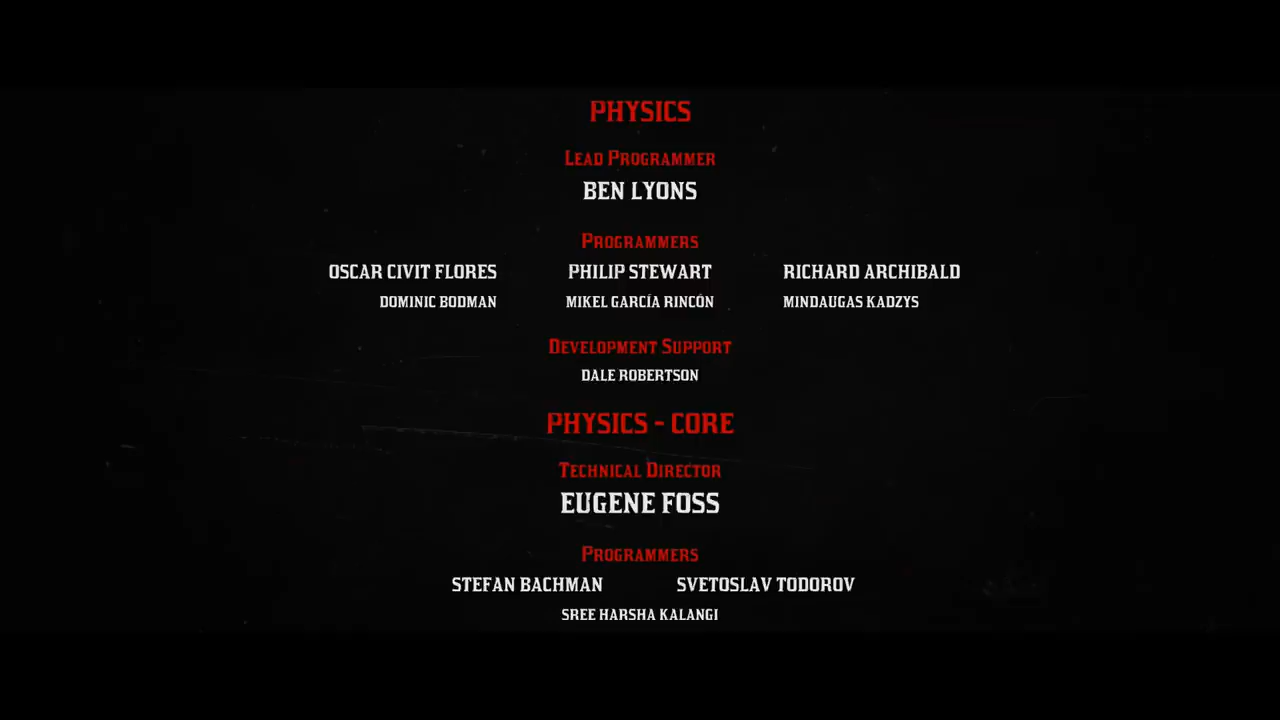 PHYSICS
LEAD PROGRAMMER
BEN LYONS
PROGRAMMERS
OSCAR CIVIT FLORES PHILIP STEWART RICHARD ARCHIBALD
DOMINIC BODMAN MIKEL GARCÍA RINCÓN MINDAUGAS KADZYS
DEVELOPMENT SUPPORT
DALE ROBERTSON
PHYSICS - CORE
TECHNICAL DIRECTOR
EUGENE FOSS
PROGRAMMERS
STEFAN BACHMAN SVETOSLAV TODOROV
SREE HARSHA KALANGI